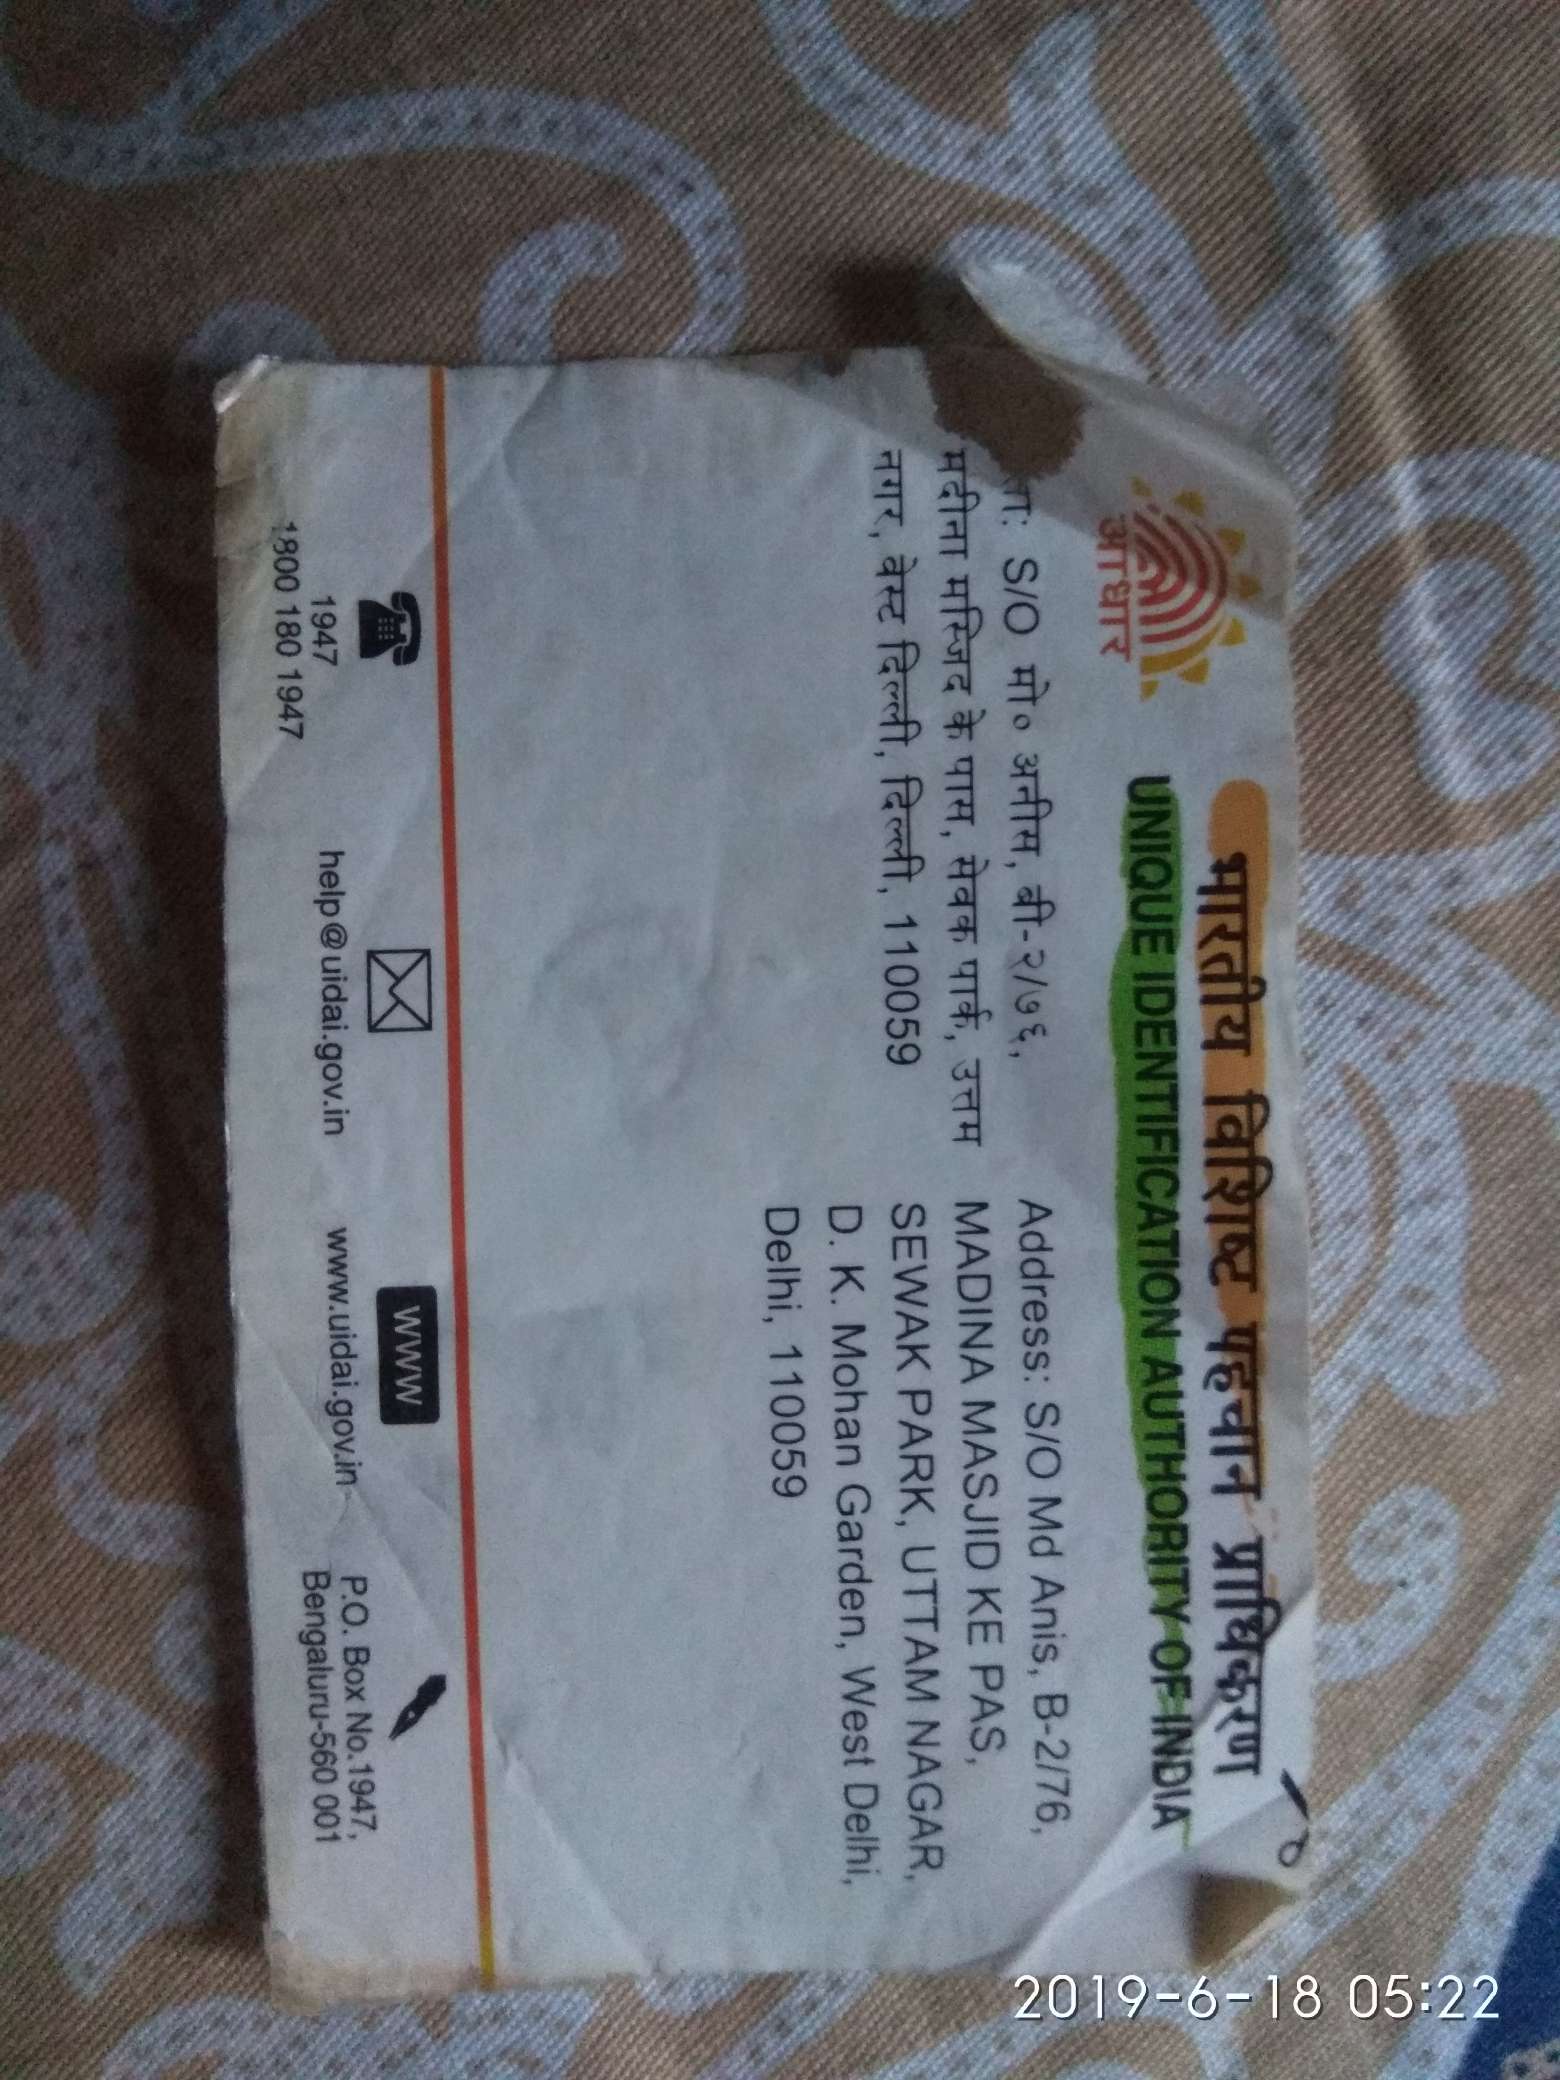 भारतीय विशिष्ट पहचान प्राधिकरण
UNIQUE IDENTIFICATION AUTHORITY OF INDIA
आधार
S/O मो० अनीस, बी-२/७६,
मदीना मस्जिद के पास, सेवक पार्क, उत्तम
नगर, वेस्ट दिल्ली, दिल्ली, 110059
Address: S/O Md Anis, B-2/76,
MADINA MASJID KE PAS,
SEWAK PARK, UTTAM NAGAR,
D. K. Mohan Garden, West Delhi,
Delhi, 110059
1947
1800 180 1947
help@uidai.gov.in
WWW
www.uidai.gov.in
P.O. Box No.1947,
Bengaluru-560 001
2019-6-18 05:22